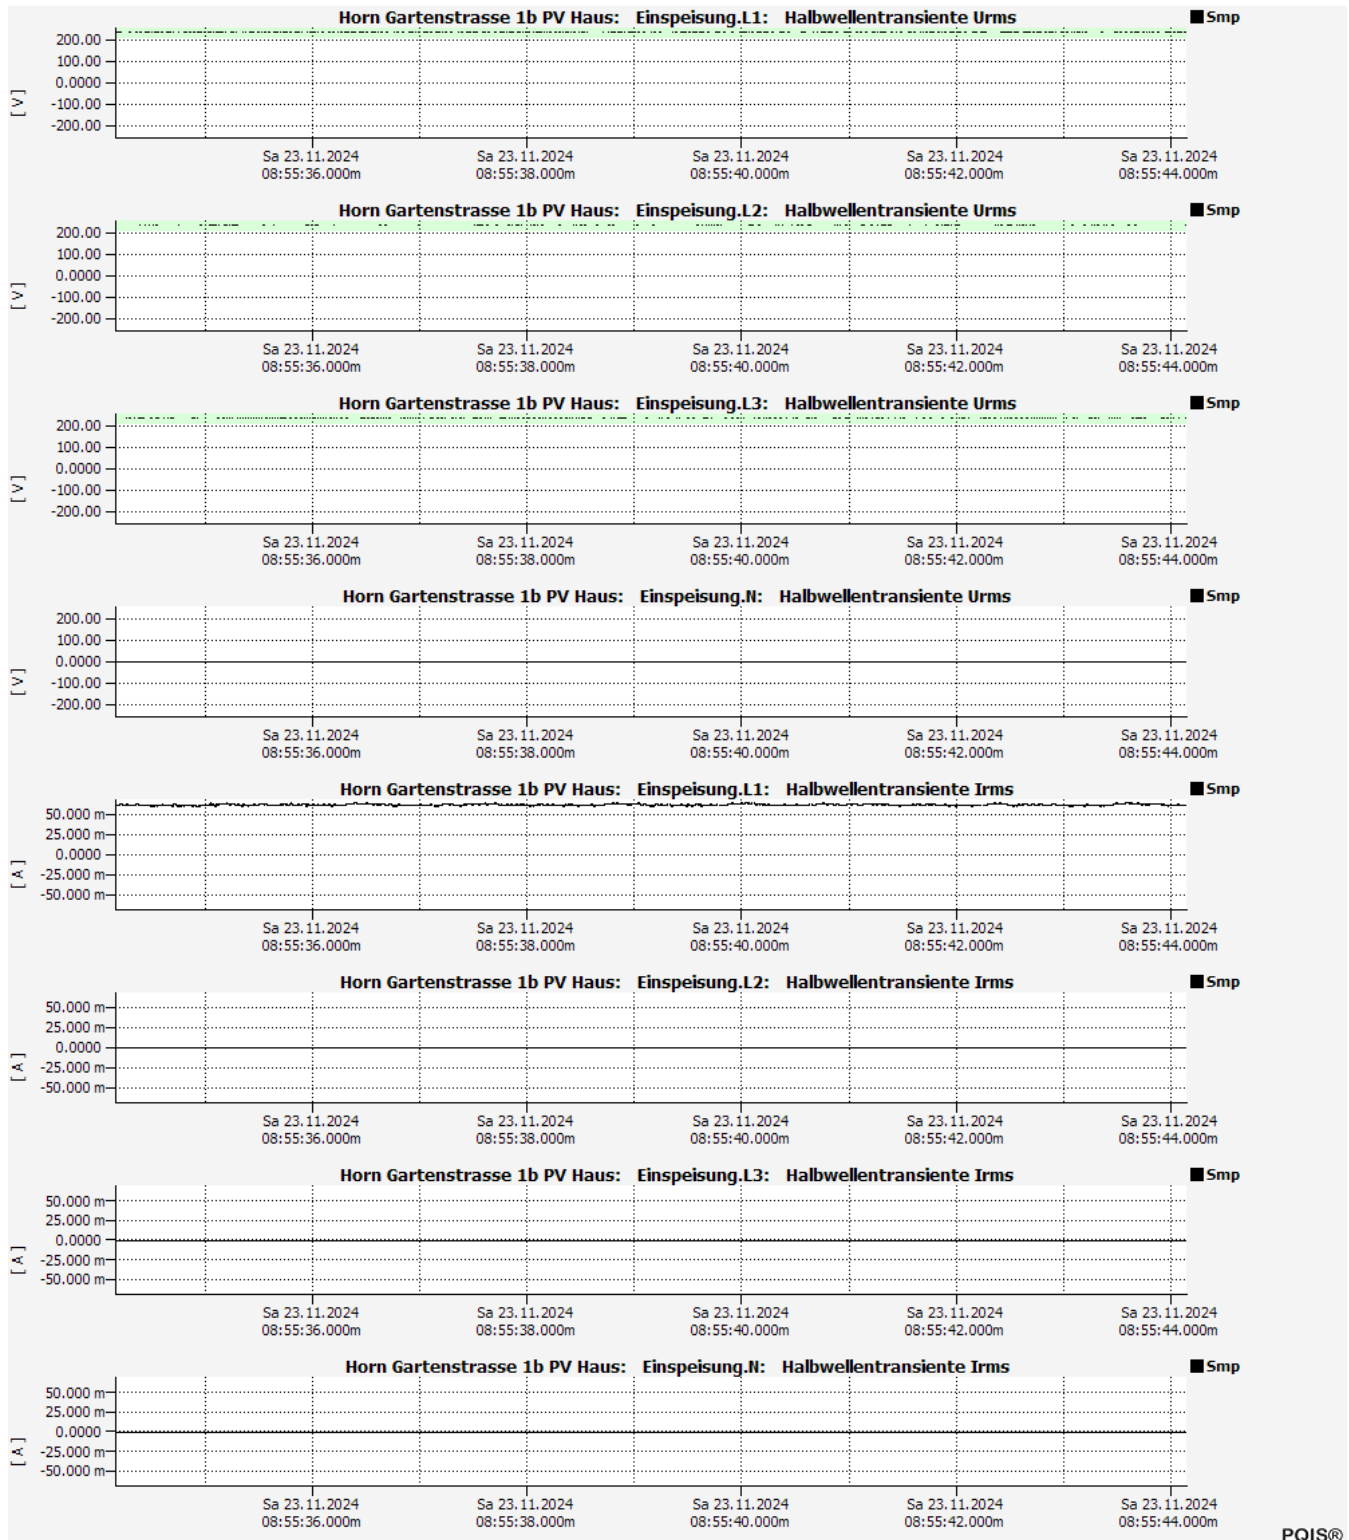 Horn Gartenstrasse 1b PV Haus: Einspeisung.L1: Halbwellentransiente Urms
Smp
[ V ]
200.00
100.00
0.0000
-100.00
-200.00
Sa 23.11.2024 Sa 23.11.2024 Sa 23.11.2024 Sa 23.11.2024 Sa 23.11.2024
08:55:36.000m 08:55:38.000m 08:55:40.000m 08:55:42.000m 08:55:44.000m
Horn Gartenstrasse 1b PV Haus: Einspeisung.L2: Halbwellentransiente Urms
Smp
[ V ]
200.00
100.00
0.0000
-100.00
-200.00
Sa 23.11.2024 Sa 23.11.2024 Sa 23.11.2024 Sa 23.11.2024 Sa 23.11.2024
08:55:36.000m 08:55:38.000m 08:55:40.000m 08:55:42.000m 08:55:44.000m
Horn Gartenstrasse 1b PV Haus: Einspeisung.L3: Halbwellentransiente Urms
Smp
[ V ]
200.00
100.00
0.0000
-100.00
-200.00
Sa 23.11.2024 Sa 23.11.2024 Sa 23.11.2024 Sa 23.11.2024 Sa 23.11.2024
08:55:36.000m 08:55:38.000m 08:55:40.000m 08:55:42.000m 08:55:44.000m
Horn Gartenstrasse 1b PV Haus: Einspeisung.N: Halbwellentransiente Urms
Smp
[ V ]
200.00
100.00
0.0000
-100.00
-200.00
Sa 23.11.2024 Sa 23.11.2024 Sa 23.11.2024 Sa 23.11.2024 Sa 23.11.2024
08:55:36.000m 08:55:38.000m 08:55:40.000m 08:55:42.000m 08:55:44.000m
Horn Gartenstrasse 1b PV Haus: Einspeisung.L1: Halbwellentransiente Irms
Smp
[ A ]
50.000 m
25.000 m
0.0000
-25.000 m
-50.000 m
Sa 23.11.2024 Sa 23.11.2024 Sa 23.11.2024 Sa 23.11.2024 Sa 23.11.2024
08:55:36.000m 08:55:38.000m 08:55:40.000m 08:55:42.000m 08:55:44.000m
Horn Gartenstrasse 1b PV Haus: Einspeisung.L2: Halbwellentransiente Irms
Smp
[ A ]
50.000 m
25.000 m
0.0000
-25.000 m
-50.000 m
Sa 23.11.2024 Sa 23.11.2024 Sa 23.11.2024 Sa 23.11.2024 Sa 23.11.2024
08:55:36.000m 08:55:38.000m 08:55:40.000m 08:55:42.000m 08:55:44.000m
Horn Gartenstrasse 1b PV Haus: Einspeisung.L3: Halbwellentransiente Irms
Smp
[ A ]
50.000 m
25.000 m
0.0000
-25.000 m
-50.000 m
Sa 23.11.2024 Sa 23.11.2024 Sa 23.11.2024 Sa 23.11.2024 Sa 23.11.2024
08:55:36.000m 08:55:38.000m 08:55:40.000m 08:55:42.000m 08:55:44.000m
Horn Gartenstrasse 1b PV Haus: Einspeisung.N: Halbwellentransiente Irms
Smp
[ A ]
50.000 m
25.000 m
0.0000
-25.000 m
-50.000 m
Sa 23.11.2024 Sa 23.11.2024 Sa 23.11.2024 Sa 23.11.2024 Sa 23.11.2024
08:55:36.000m 08:55:38.000m 08:55:40.000m 08:55:42.000m 08:55:44.000m
PQIS®